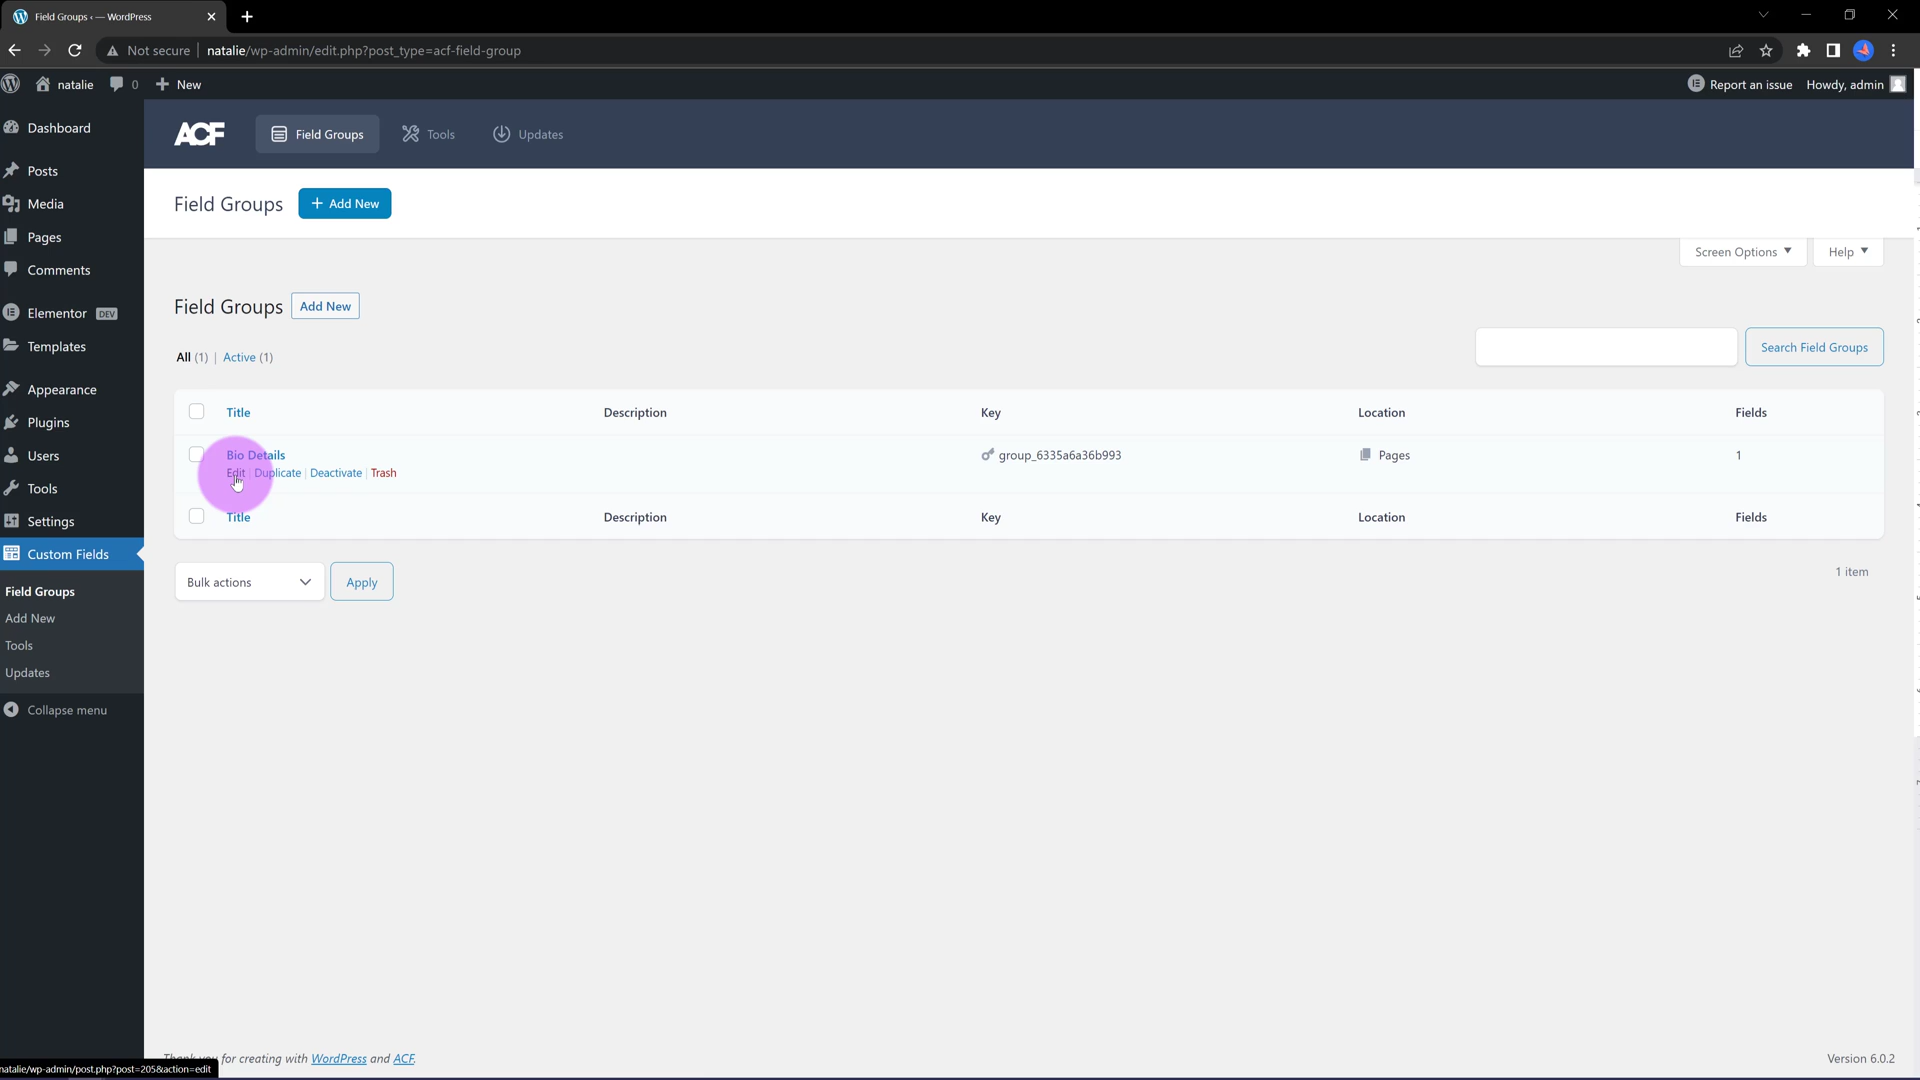 Field Groups ‹ — WordPress
Not secure | natalie/wp-admin/edit.php?post_type=acf-field-group
natalie 0 New Report an issue Howdy, admin
Dashboard
Posts
Media
Pages
Comments
Elementor DEV
Templates
Appearance
Plugins
Users
Tools
Settings
Custom Fields
Field Groups
Add New
Tools
Updates
Collapse menu
ACF Field Groups Tools Updates
Field Groups + Add New
Screen Options Help
Field Groups Add New
All (1) | Active (1) Search Field Groups
Title Description Key Location Fields
Bio Details group_6335a6a36b993 Pages 1
Edit | Duplicate | Deactivate | Trash
Title Description Key Location Fields
Bulk actions Apply 1 item
Thank you for creating with WordPress and ACF. Version 6.0.2
natalie/wp-admin/post.php?post=205&action=edit